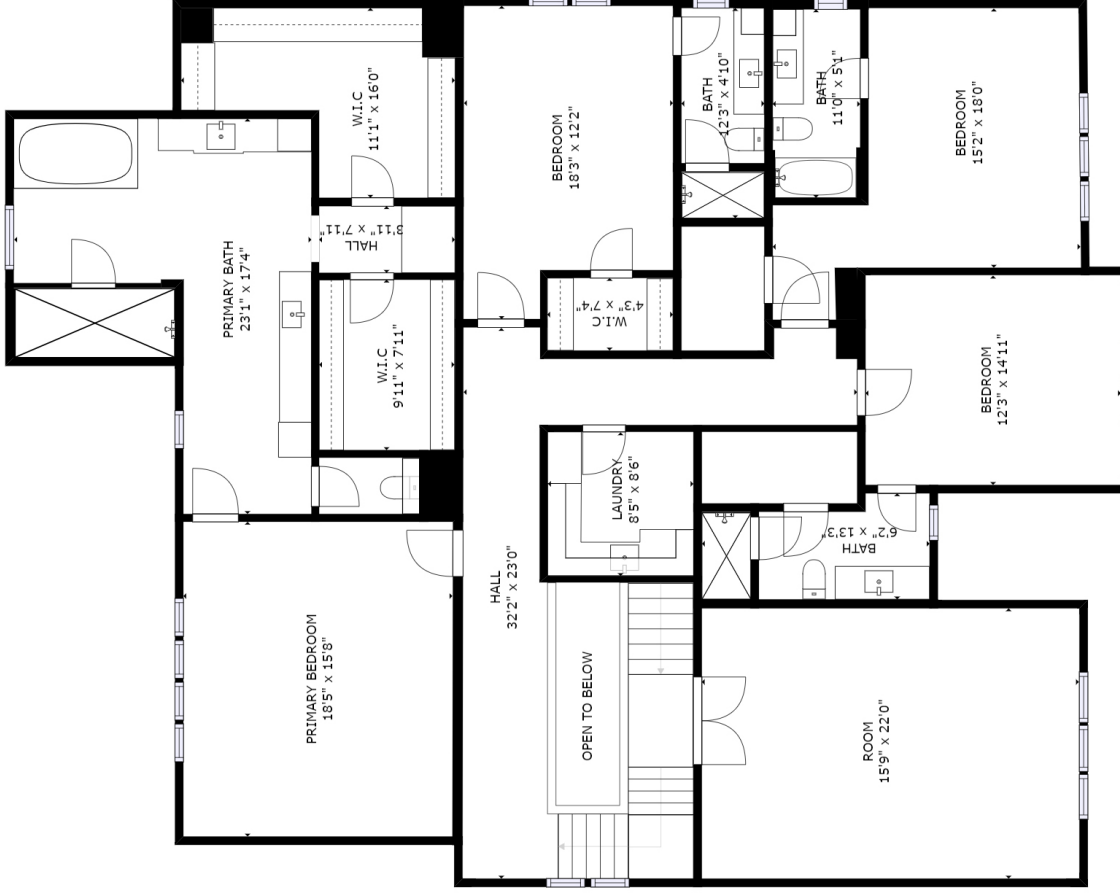 W.I.C
11'1" x 16'0"
BEDROOM
18'3" x 12'2"
BATH
12'3" x 4'10"
BATH
11'0" x 5'1"
BEDROOM
15'2" x 18'0"
PRIMARY BATH
23'1" x 17'4"
HALL
3'11" x 7'11"
W.I.C
9'11" x 7'11"
W.I.C
4'3" x 7'4"
BEDROOM
12'3" x 14'11"
LAUNDRY
8'5" x 8'6"
BATH
6'2" x 13'3"
HALL
32'2" x 23'0"
PRIMARY BEDROOM
18'5" x 15'8"
OPEN TO BELOW
ROOM
15'9" x 22'0"